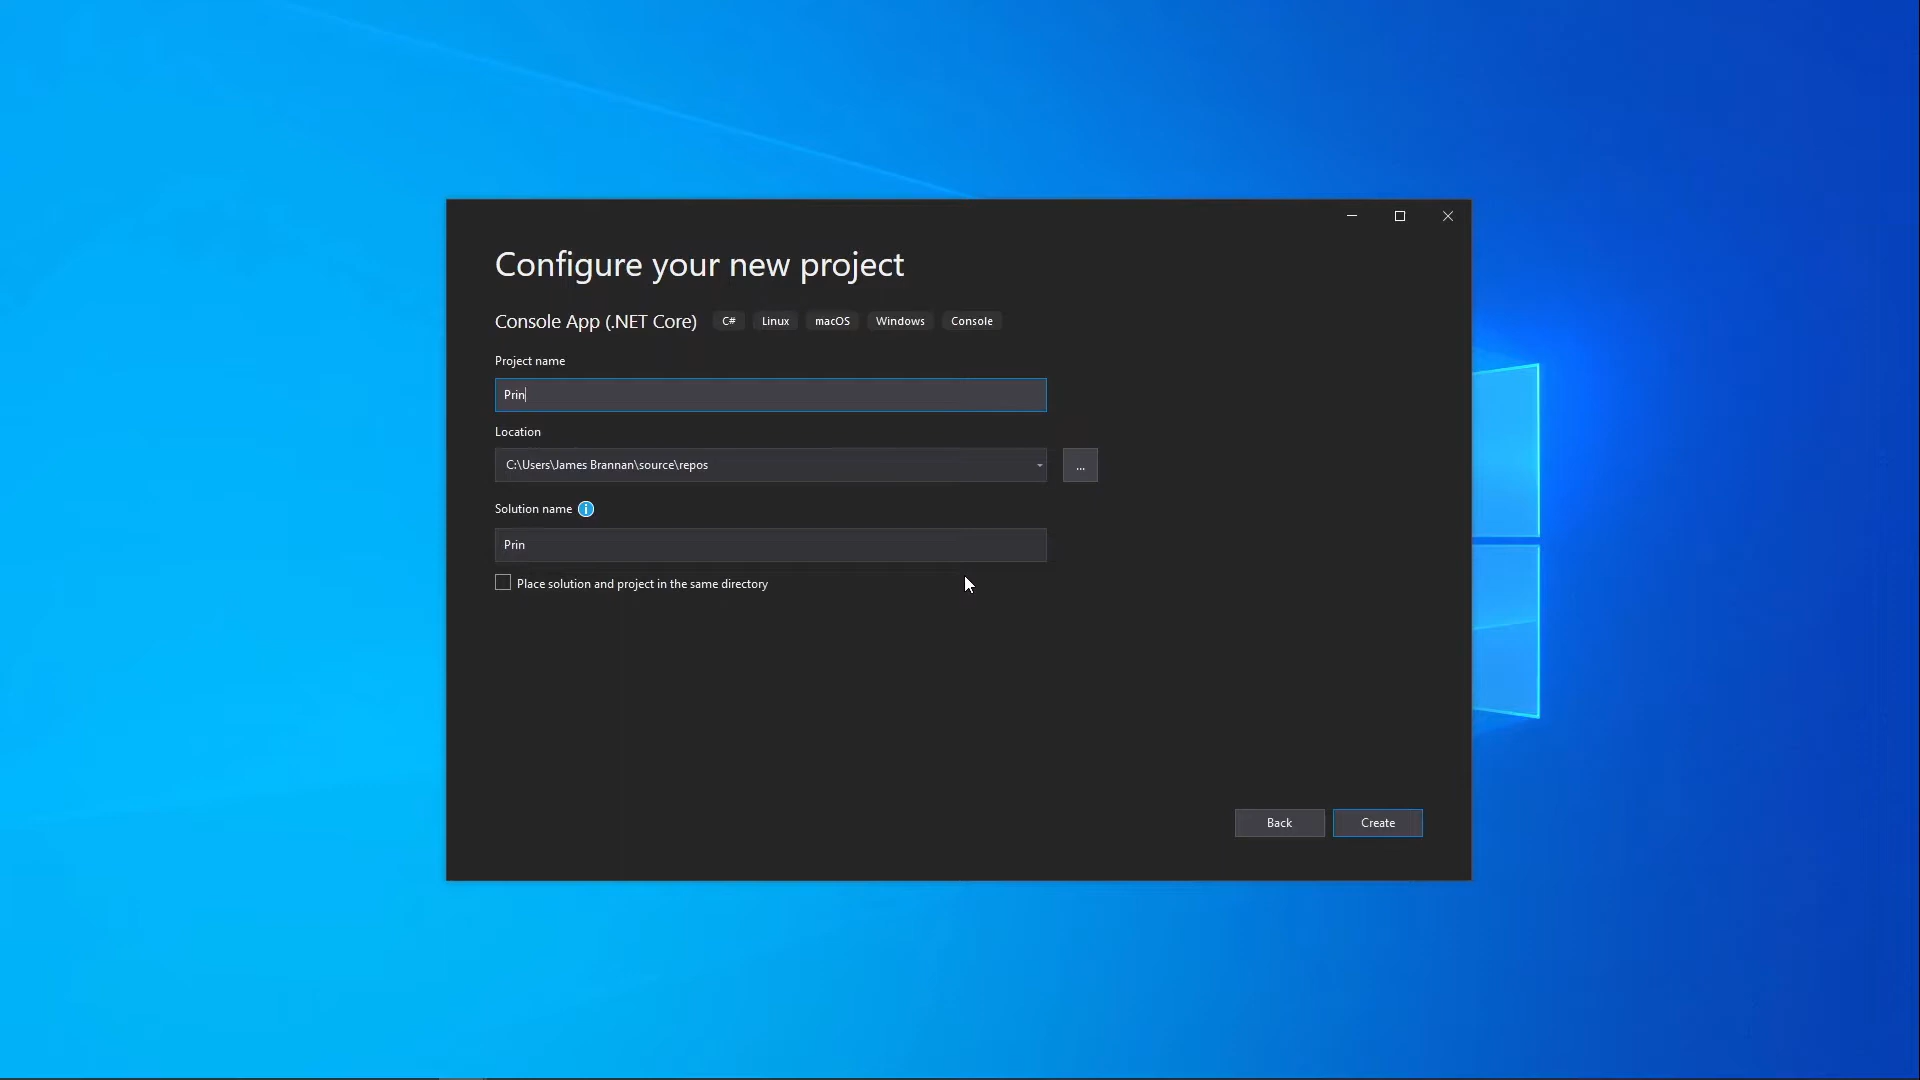 Configure your new project
Console App (.NET Core) C# Linux macOS Windows Console
Project name
Prin
Location
C:\Users\James Brannan\source\repos
...
Solution name i
Prin
Place solution and project in the same directory
Back Create